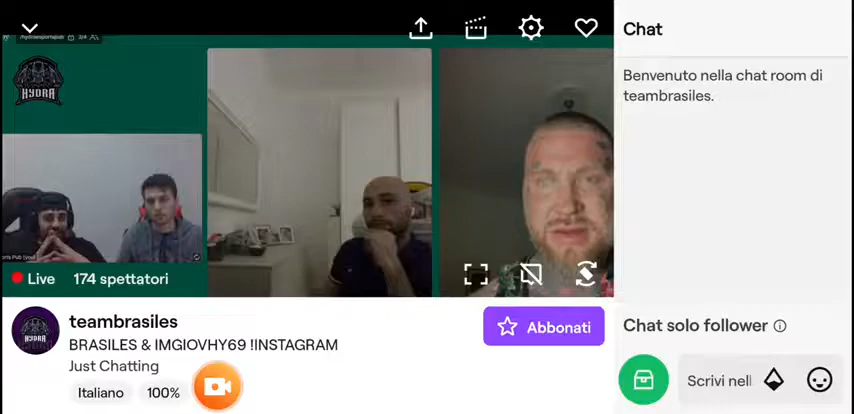 Chat
Benvenuto nella chat room di
teambrasiles.
HYDRA
Live 174 spettatori
teambrasiles
BRASILES & IMGIOVHY69 !INSTAGRAM
Just Chatting
Italiano 100%
Abbonati
HYDRA
Chat solo follower
Scrivi nell